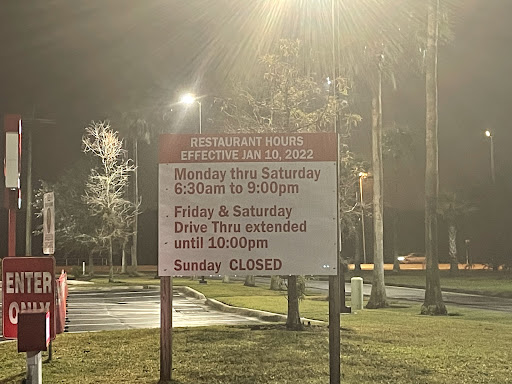 RESTAURANT HOURS
EFFECTIVE JAN 10, 2022
Monday thru Saturday
6:30am to 9:00pm
Friday & Saturday
Drive Thru extended
until 10:00pm
Sunday CLOSED
ENTER
ONLY